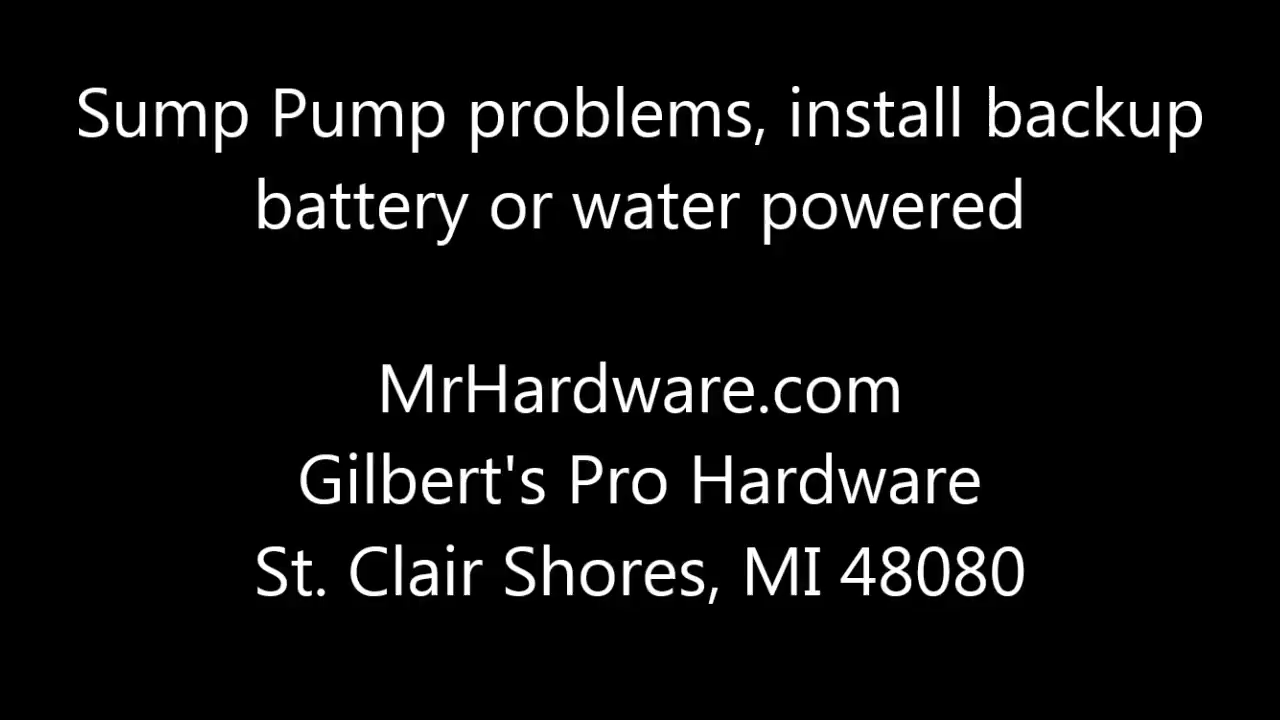 Sump Pump problems, install backup
battery or water powered
MrHardware.com
Gilbert's Pro Hardware
St. Clair Shores, MI 48080